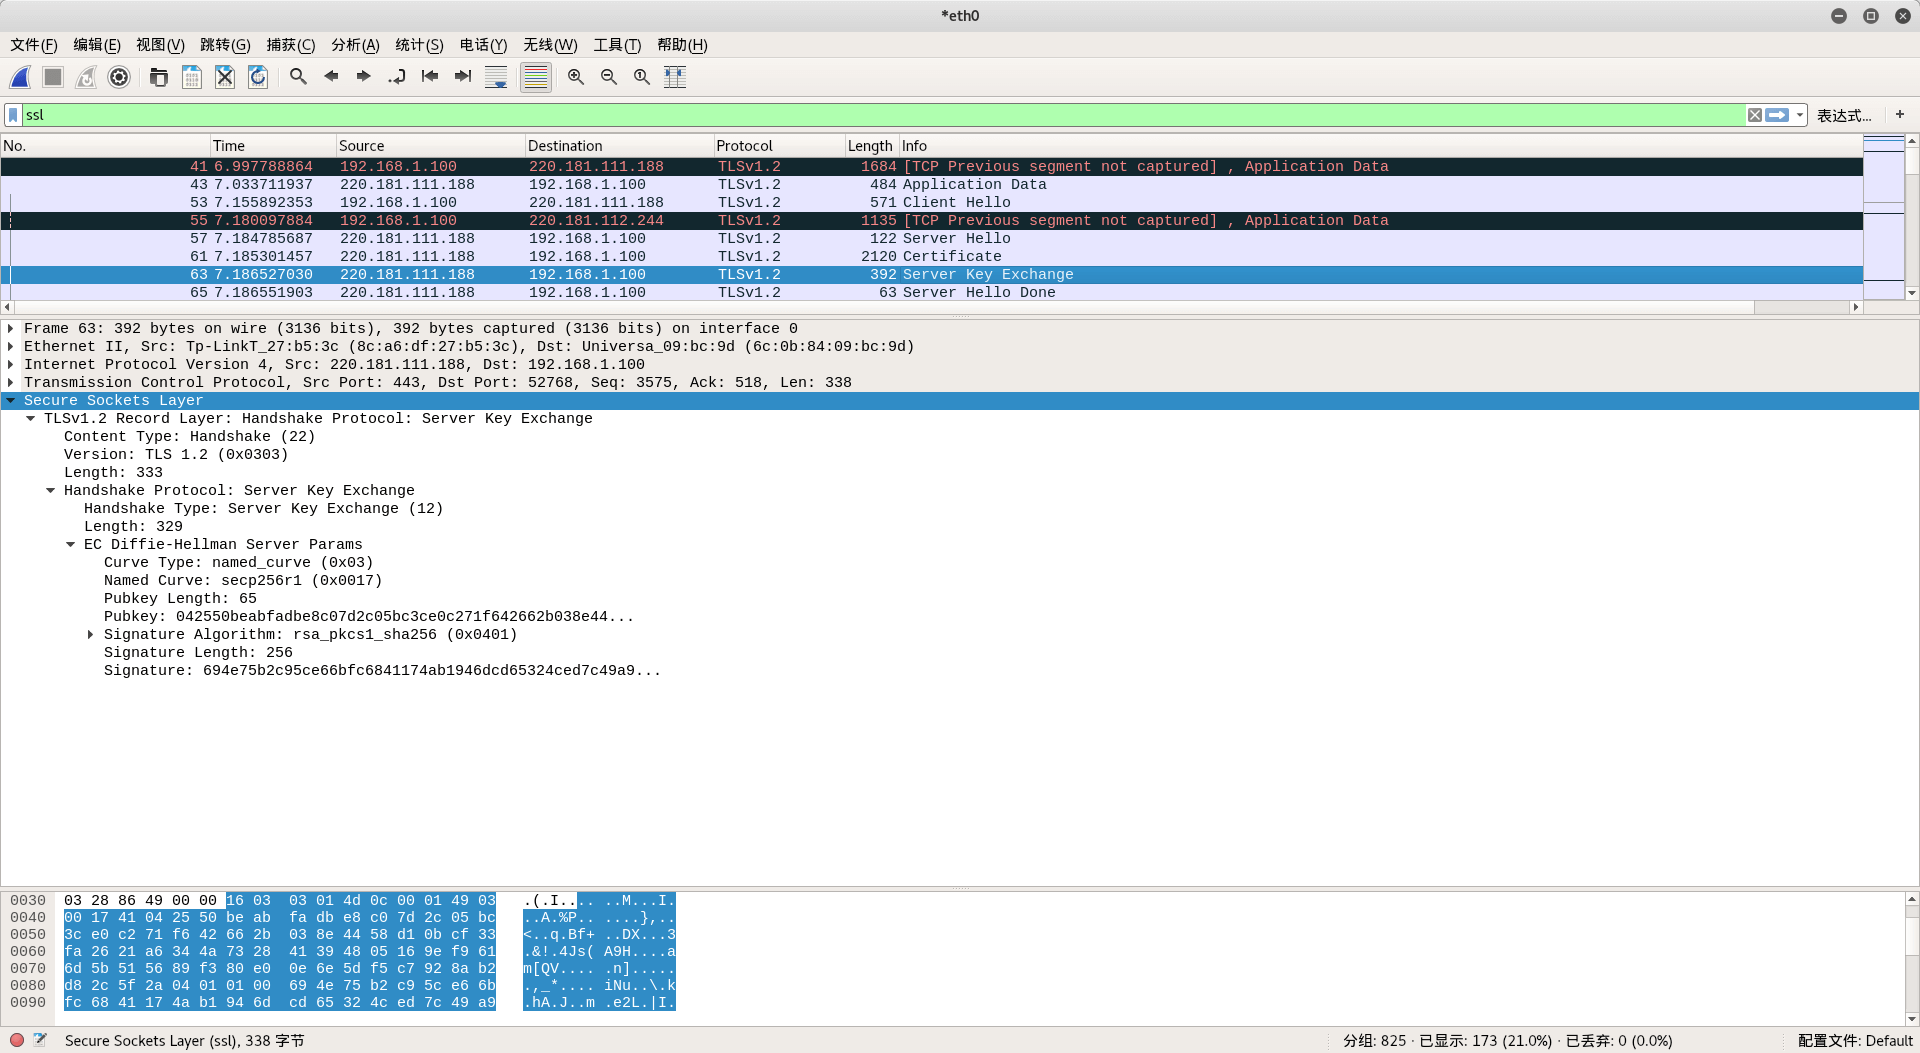 *eth0
文件(F) 编辑(E) 视图(V) 跳转(G) 捕获(C) 分析(A) 统计(S) 电话(Y) 无线(W) 工具(T) 帮助(H)
ssl 表达式… +
No. Time Source Destination Protocol Length Info
41 6.997788864 192.168.1.100 220.181.111.188 TLSv1.2 1684 [TCP Previous segment not captured] , Application Data
43 7.033711937 220.181.111.188 192.168.1.100 TLSv1.2 484 Application Data
53 7.155892353 192.168.1.100 220.181.111.188 TLSv1.2 571 Client Hello
55 7.180097884 192.168.1.100 220.181.112.244 TLSv1.2 1135 [TCP Previous segment not captured] , Application Data
57 7.184785687 220.181.111.188 192.168.1.100 TLSv1.2 122 Server Hello
61 7.185301457 220.181.111.188 192.168.1.100 TLSv1.2 2120 Certificate
63 7.186527030 220.181.111.188 192.168.1.100 TLSv1.2 392 Server Key Exchange
65 7.186551903 220.181.111.188 192.168.1.100 TLSv1.2 63 Server Hello Done
Frame 63: 392 bytes on wire (3136 bits), 392 bytes captured (3136 bits) on interface 0
Ethernet II, Src: Tp-LinkT_27:b5:3c (8c:a6:df:27:b5:3c), Dst: Universa_09:bc:9d (6c:0b:84:09:bc:9d)
Internet Protocol Version 4, Src: 220.181.111.188, Dst: 192.168.1.100
Transmission Control Protocol, Src Port: 443, Dst Port: 52768, Seq: 3575, Ack: 518, Len: 338
Secure Sockets Layer
TLSv1.2 Record Layer: Handshake Protocol: Server Key Exchange
Content Type: Handshake (22)
Version: TLS 1.2 (0x0303)
Length: 333
Handshake Protocol: Server Key Exchange
Handshake Type: Server Key Exchange (12)
Length: 329
EC Diffie-Hellman Server Params
Curve Type: named_curve (0x03)
Named Curve: secp256r1 (0x0017)
Pubkey Length: 65
Pubkey: 042550beabfadbe8c07d2c05bc3ce0c271f642662b038e44...
Signature Algorithm: rsa_pkcs1_sha256 (0x0401)
Signature Length: 256
Signature: 694e75b2c95ce66bfc6841174ab1946dcd65324ced7c49a9...
0030 03 28 86 49 00 00 16 03 03 01 4d 0c 00 01 49 03 .(.I.... ..M...I.
0040 00 17 41 04 25 50 be ab fa db e8 c0 7d 2c 05 bc ..A.%P.. ....},..
0050 3c e0 c2 71 f6 42 66 2b 03 8e 44 58 d1 0b cf 33 <..q.Bf+ ..DX...3
0060 fa 26 21 a6 34 4a 73 28 41 39 48 05 16 9e f9 61 .&!.4Js( A9H....a
0070 6d 5b 51 56 89 f3 80 e0 0e 6e 5d f5 c7 92 8a b2 m[QV.... .n].....
0080 d8 2c 5f 2a 04 01 01 00 69 4e 75 b2 c9 5c e6 6b .,_*.... iNu..\.k
0090 fc 68 41 17 4a b1 94 6d cd 65 32 4c ed 7c 49 a9 .hA.J..m .e2L.|I.
Secure Sockets Layer (ssl), 338 字节 分组: 825 · 已显示: 173 (21.0%) · 已丢弃: 0 (0.0%) 配置文件: Default